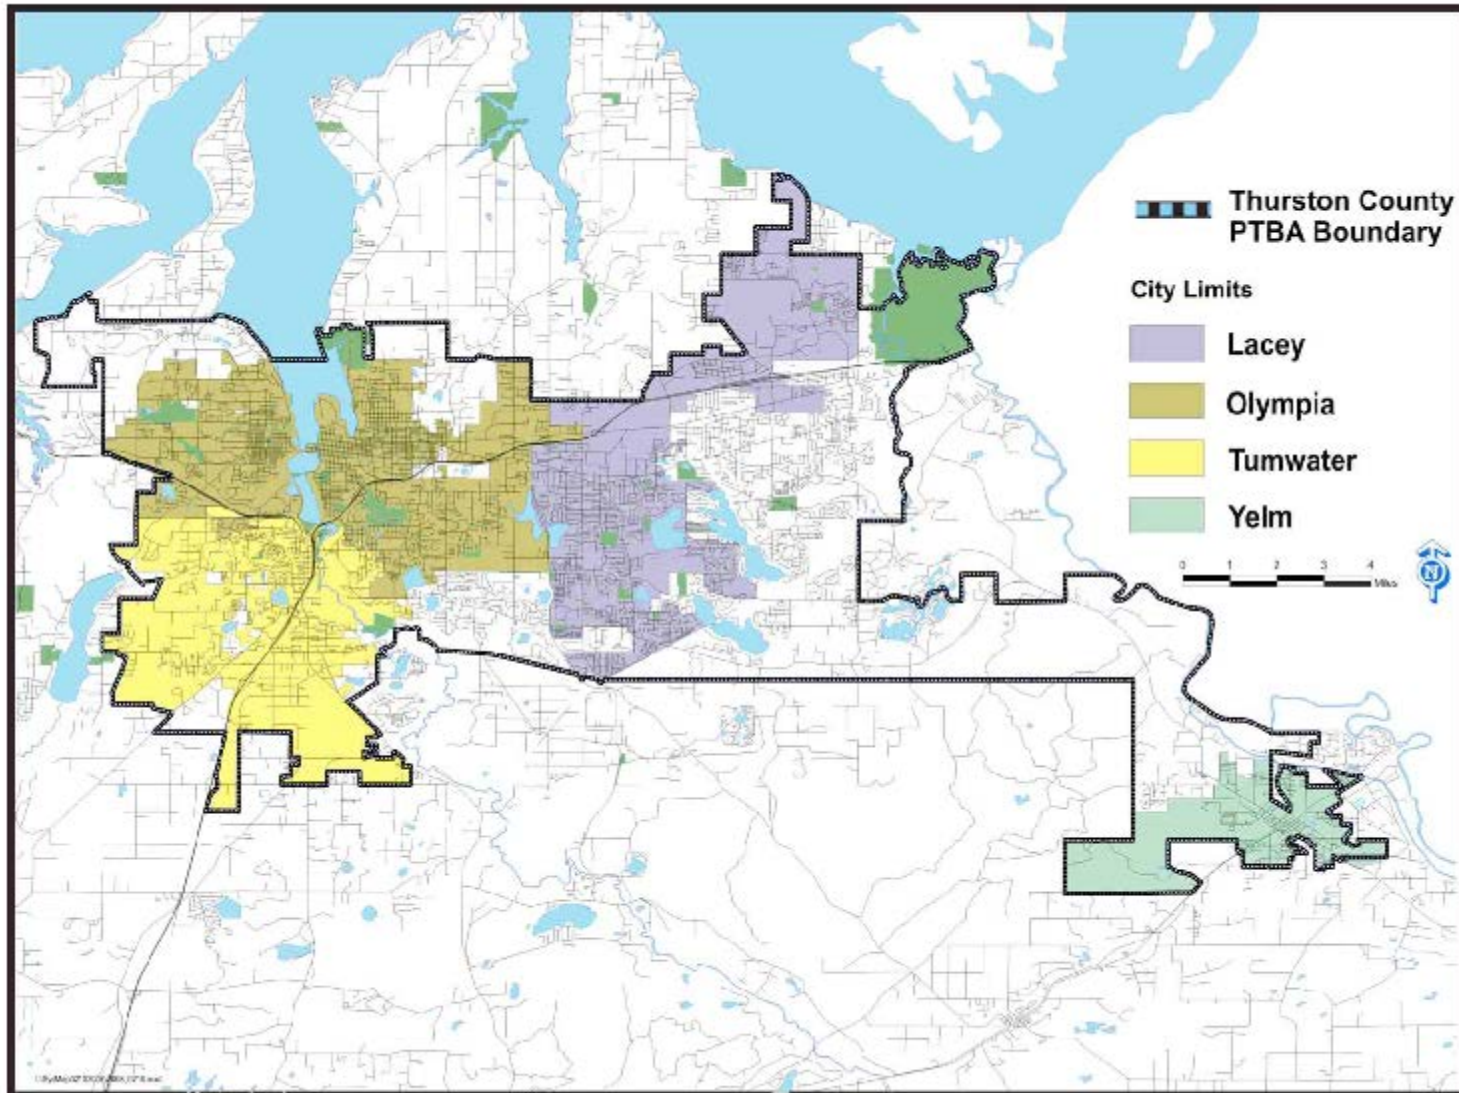 Thurston County
PTBA Boundary
City Limits
Lacey
Olympia
Tumwater
Yelm
0 1 2 3 4
Miles
N